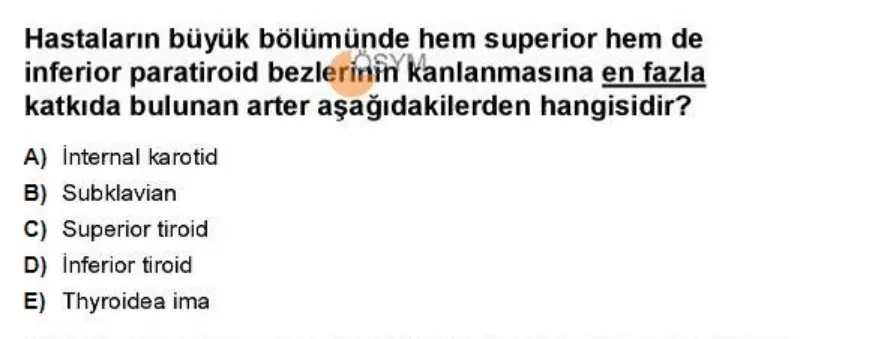 Hastaların büyük bölümünde hem superior hem de
inferior paratiroid bezlerinin kanlanmasına en fazla
katkıda bulunan arter aşağıdakilerden hangisidir?
A) İnternal karotid
B) Subklavian
C) Superior tiroid
D) İnferior tiroid
E) Thyroidea ima
ÖSYM